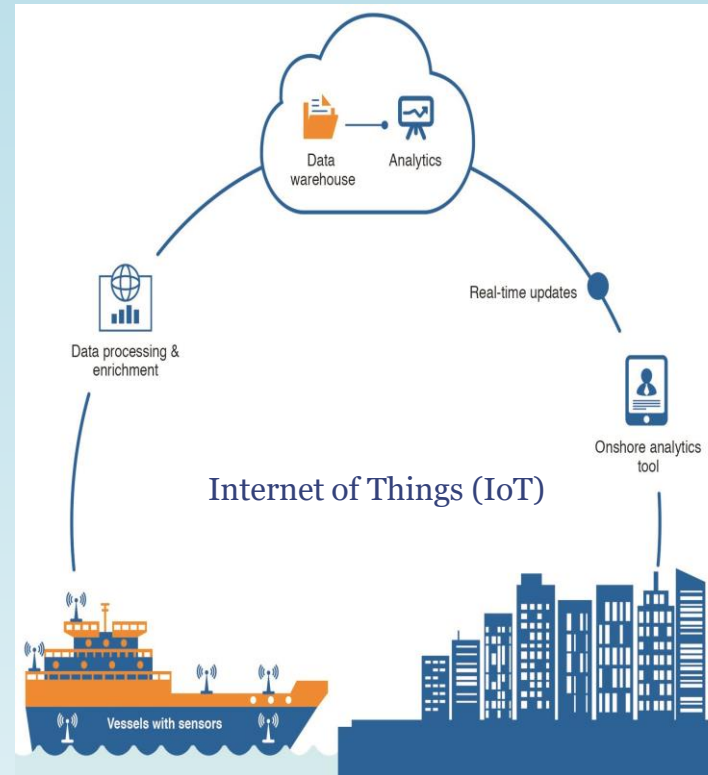 Data
warehouse
Analytics
Real-time updates
Data processing &
enrichment
Onshore analytics
tool
Internet of Things (IoT)
Vessels with sensors